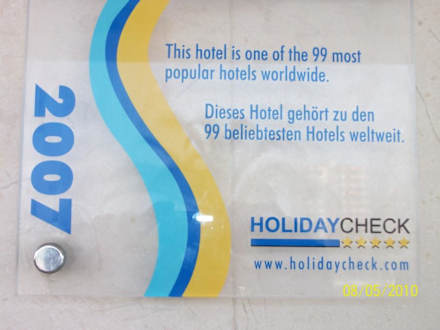 2007
This hotel is one of the 99 most
popular hotels worldwide.
Dieses Hotel gehört zu den
99 beliebtesten Hotels weltweit.
HOLIDAYCHECK
www.holidaycheck.com
08/05/2010